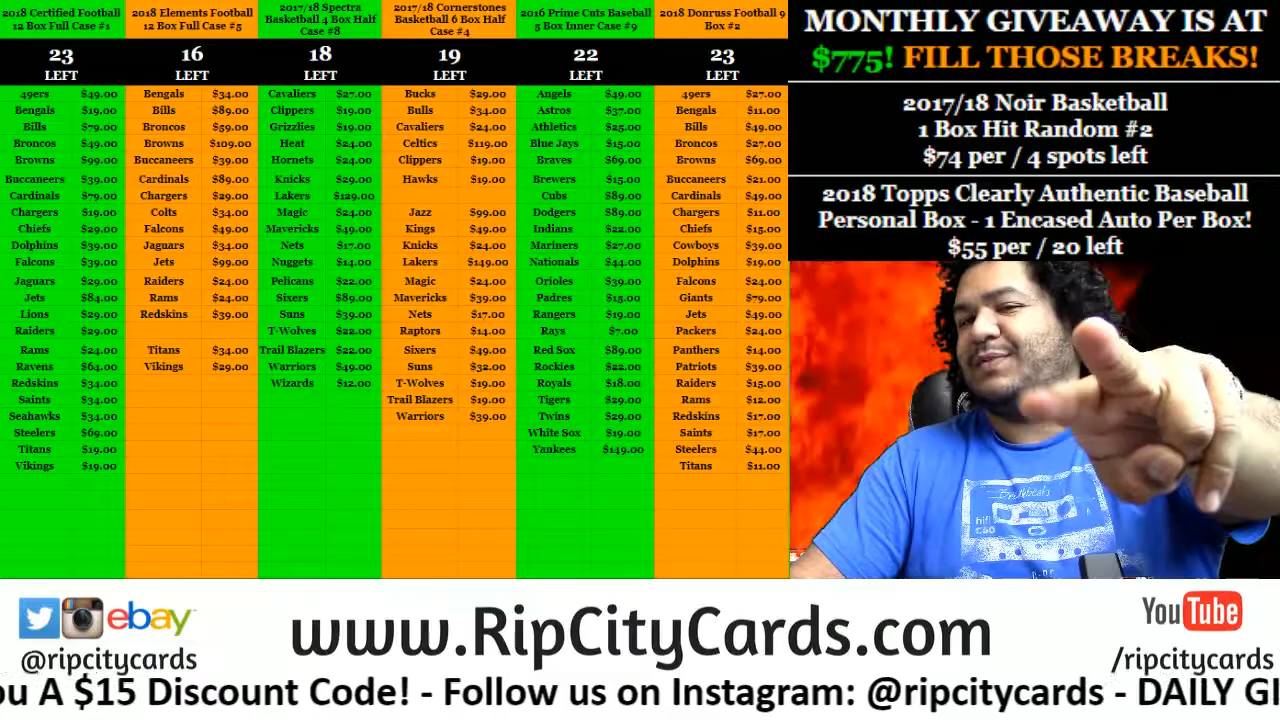 2018 Certified Football
12 Box Full Case #1
23
LEFT
49ers $49.00
Bengals $19.00
Bills $79.00
Broncos $49.00
Browns $99.00
Buccaneers $39.00
Cardinals $79.00
Chargers $19.00
Chiefs $29.00
Dolphins $39.00
Falcons $39.00
Jaguars $29.00
Jets $84.00
Lions $29.00
Raiders $29.00
Rams $24.00
Ravens $64.00
Redskins $34.00
Saints $34.00
Seahawks $34.00
Steelers $69.00
Titans $19.00
Vikings $19.00
2018 Elements Football
12 Box Full Case #5
16
LEFT
Bengals $34.00
Bills $89.00
Broncos $59.00
Browns $109.00
Buccaneers $39.00
Cardinals $89.00
Chargers $29.00
Colts $34.00
Falcons $49.00
Jaguars $34.00
Jets $99.00
Raiders $24.00
Rams $24.00
Redskins $39.00
Titans $34.00
Vikings $29.00
2017/18 Spectra
Basketball 4 Box Half
Case #8
18
LEFT
Cavaliers $27.00
Clippers $19.00
Grizzlies $19.00
Heat $24.00
Hornets $24.00
Knicks $29.00
Lakers $129.00
Magic $24.00
Mavericks $49.00
Nets $17.00
Nuggets $14.00
Pelicans $22.00
Sixers $89.00
Suns $39.00
T-Wolves $22.00
Trail Blazers $22.00
Warriors $49.00
Wizards $12.00
2017/18 Cornerstones
Basketball 6 Box Half
Case #4
19
LEFT
Bucks $29.00
Bulls $34.00
Cavaliers $24.00
Celtics $119.00
Clippers $19.00
Hawks $19.00
Jazz $99.00
Kings $49.00
Knicks $24.00
Lakers $149.00
Magic $24.00
Mavericks $39.00
Nets $17.00
Raptors $14.00
Sixers $49.00
Suns $32.00
T-Wolves $19.00
Trail Blazers $19.00
Warriors $39.00
2016 Prime Cuts Baseball
5 Box Inner Case #9
22
LEFT
Angels $49.00
Astros $37.00
Athletics $25.00
Blue Jays $15.00
Braves $69.00
Brewers $15.00
Cubs $89.00
Dodgers $89.00
Indians $22.00
Mariners $27.00
Nationals $44.00
Orioles $39.00
Padres $15.00
Rangers $19.00
Rays $7.00
Red Sox $89.00
Rockies $22.00
Royals $18.00
Tigers $29.00
Twins $29.00
White Sox $19.00
Yankees $149.00
2018 Donruss Football 9
Box #2
23
LEFT
49ers $27.00
Bengals $11.00
Bills $49.00
Broncos $27.00
Browns $69.00
Buccaneers $21.00
Cardinals $49.00
Chargers $11.00
Chiefs $15.00
Cowboys $39.00
Dolphins $19.00
Falcons $24.00
Giants $79.00
Jets $49.00
Packers $24.00
Panthers $14.00
Patriots $39.00
Raiders $15.00
Rams $12.00
Redskins $17.00
Saints $17.00
Steelers $44.00
Titans $11.00
MONTHLY GIVEAWAY IS AT
$775! FILL THOSE BREAKS!
2017/18 Noir Basketball
1 Box Hit Random #2
$74 per / 4 spots left
2018 Topps Clearly Authentic Baseball
Personal Box - 1 Encased Auto Per Box!
$55 per / 20 left
ebay
@ripcitycards
www.RipCityCards.com
YouTube
/ripcitycards
ou A $15 Discount Code! - Follow us on Instagram: @ripcitycards - DAILY GI